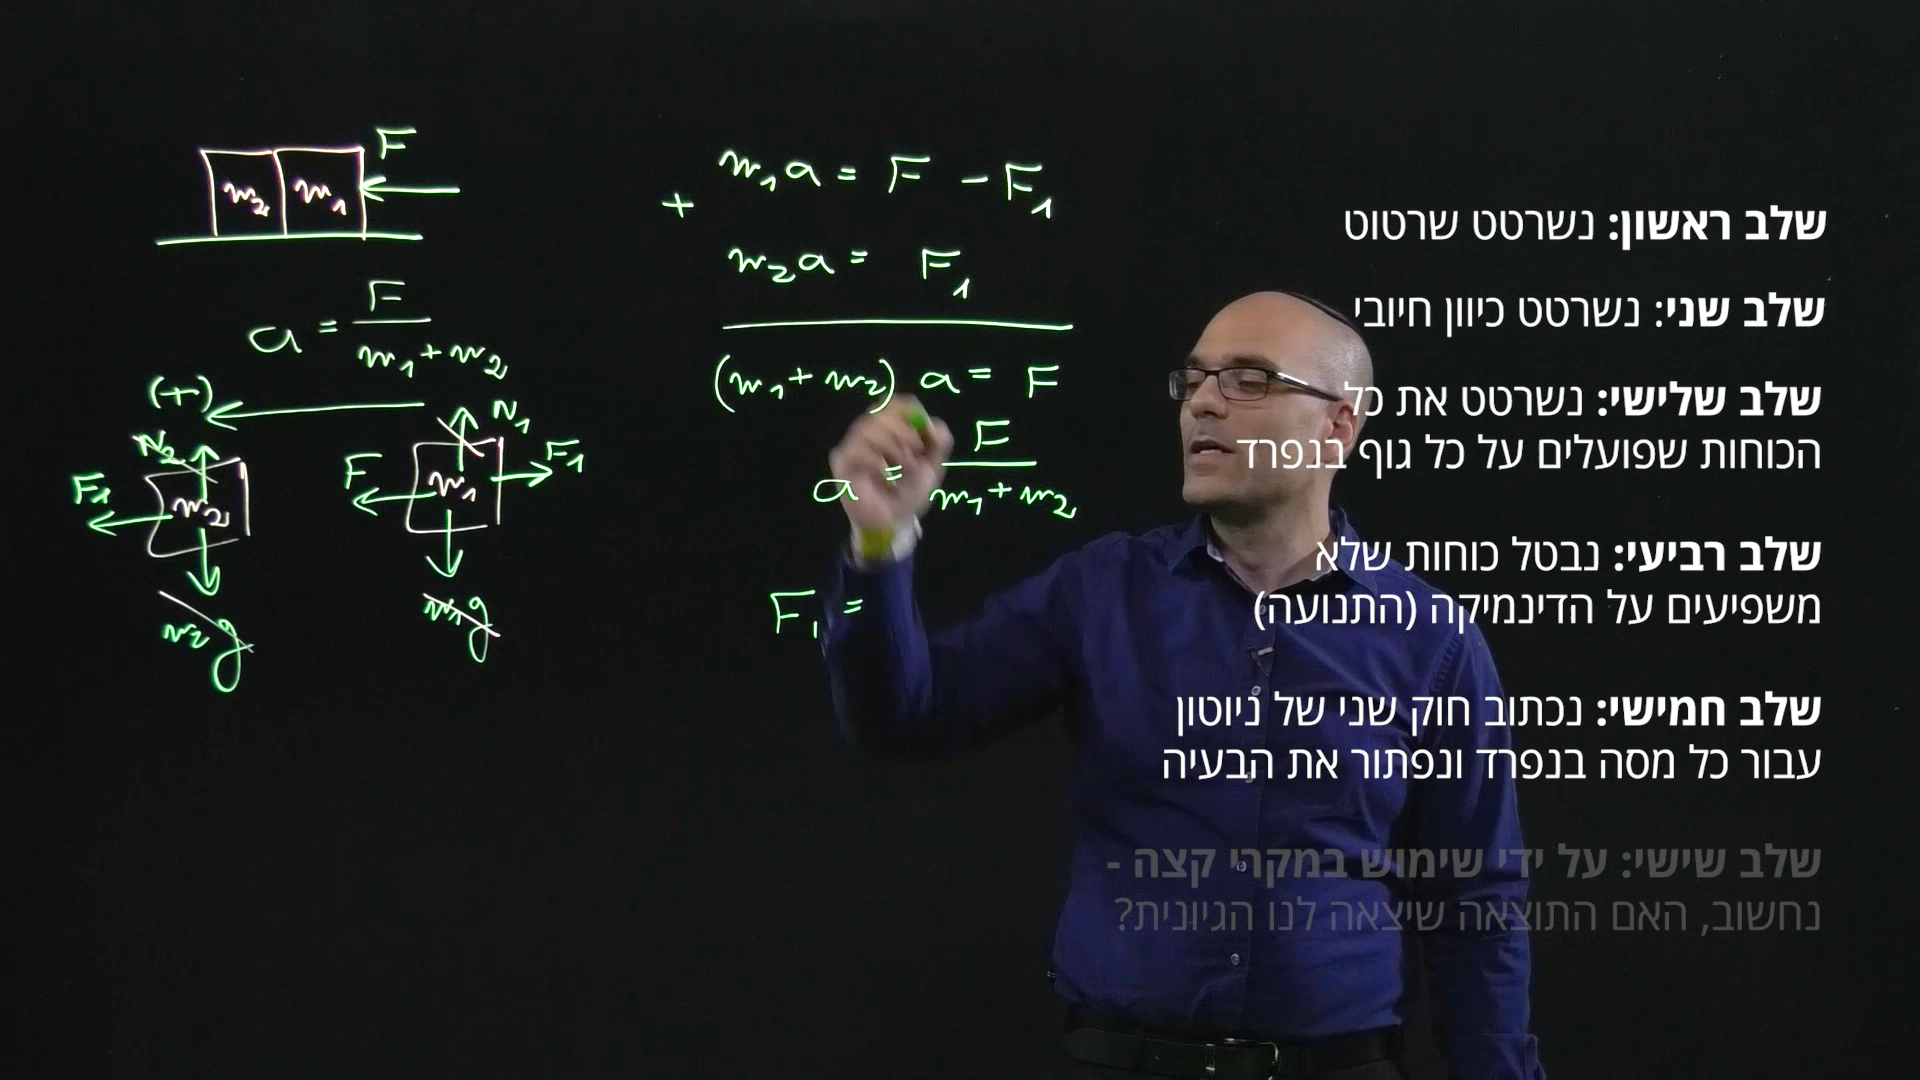 F
m₂ m₁
a = F / (m₁ + m₂)
(+)
N₂
F₁
m₂
m₂g
N₁
F F₁
m₁
m₁g
m₁a = F - F₁
+
m₂a = F₁
(m₁ + m₂) a = F
a = F / (m₁ + m₂)
F₁ =
שלב ראשון: נשרטט שרטוט
שלב שני: נשרטט כיוון חיובי
שלב שלישי: נשרטט את כל
הכוחות שפועלים על כל גוף בנפרד
שלב רביעי: נבטל כוחות שלא
משפיעים על הדינמיקה (התנועה)
שלב חמישי: נכתוב חוק שני של ניוטון
עבור כל מסה בנפרד ונפתור את הבעיה
שלב שישי: על ידי שימוש במקרי קצה -
נחשוב, האם התוצאה שיצאה לנו הגיונית?